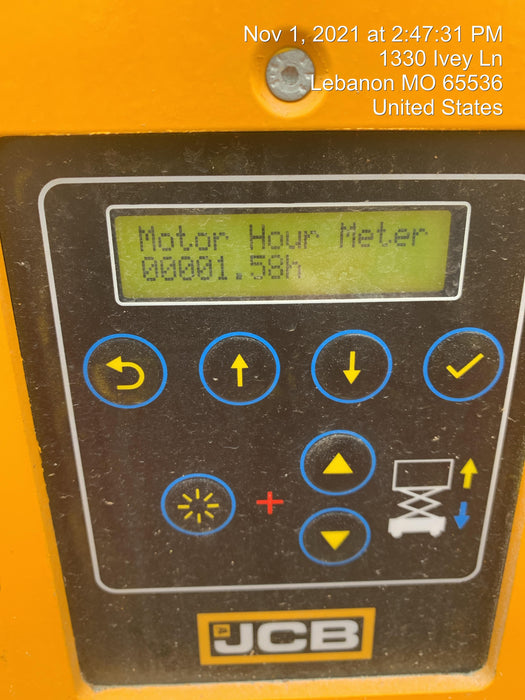 Nov 1, 2021 at 2:47:31 PM
1330 Ivey Ln
Lebanon MO 65536
United States
Motor Hour Meter
00001.58h
JCB